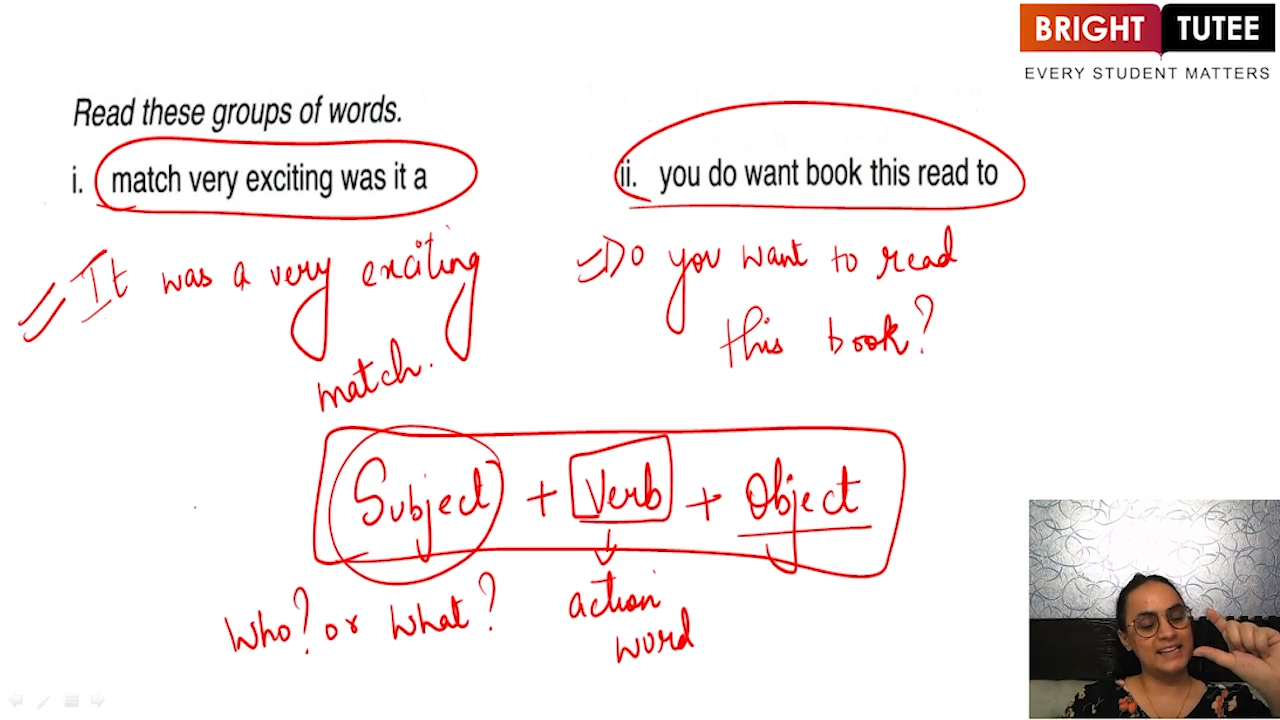 BRIGHT TUTEE
EVERY STUDENT MATTERS
Read these groups of words.
i. match very exciting was it a
ii. you do want book this read to
= It was a very exciting
match.
= Do you want to read
this book?
Subject + Verb + Object
Who? or what?
action
word